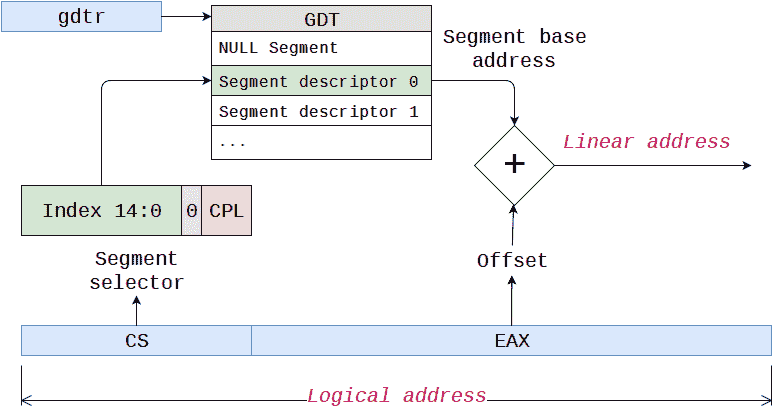 gdtr
GDT
NULL Segment
Segment descriptor 0
Segment descriptor 1
...
Segment base
address
+
Linear address
Index 14:0
0
CPL
Segment
selector
Offset
CS
EAX
Logical address